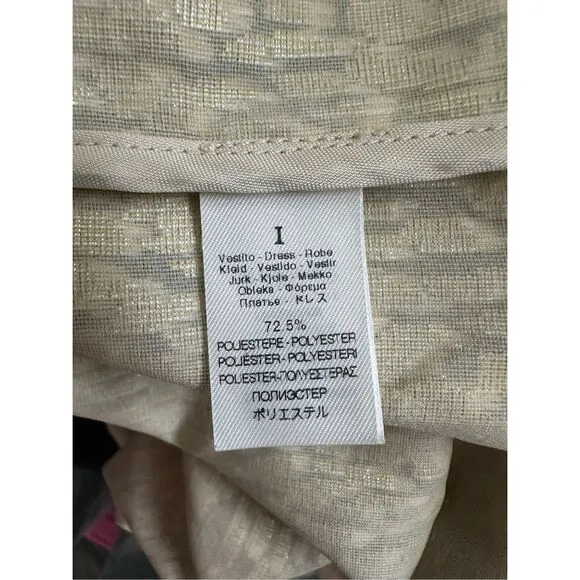 I
Vestito - Dress - Robe
Kleid - Vestido - Vestir
Jurk - Kjole - Mekko
Obleka - Φόρεμα
Платье - ドレス
72.5%
POLIESTERE - POLYESTER
POLIÉSTER - POLYESTERI
POLIESTER-ΠΟΛΥΕΣΤΕΡΑΣ
ПОЛИЭСТЕР
ポリエステル